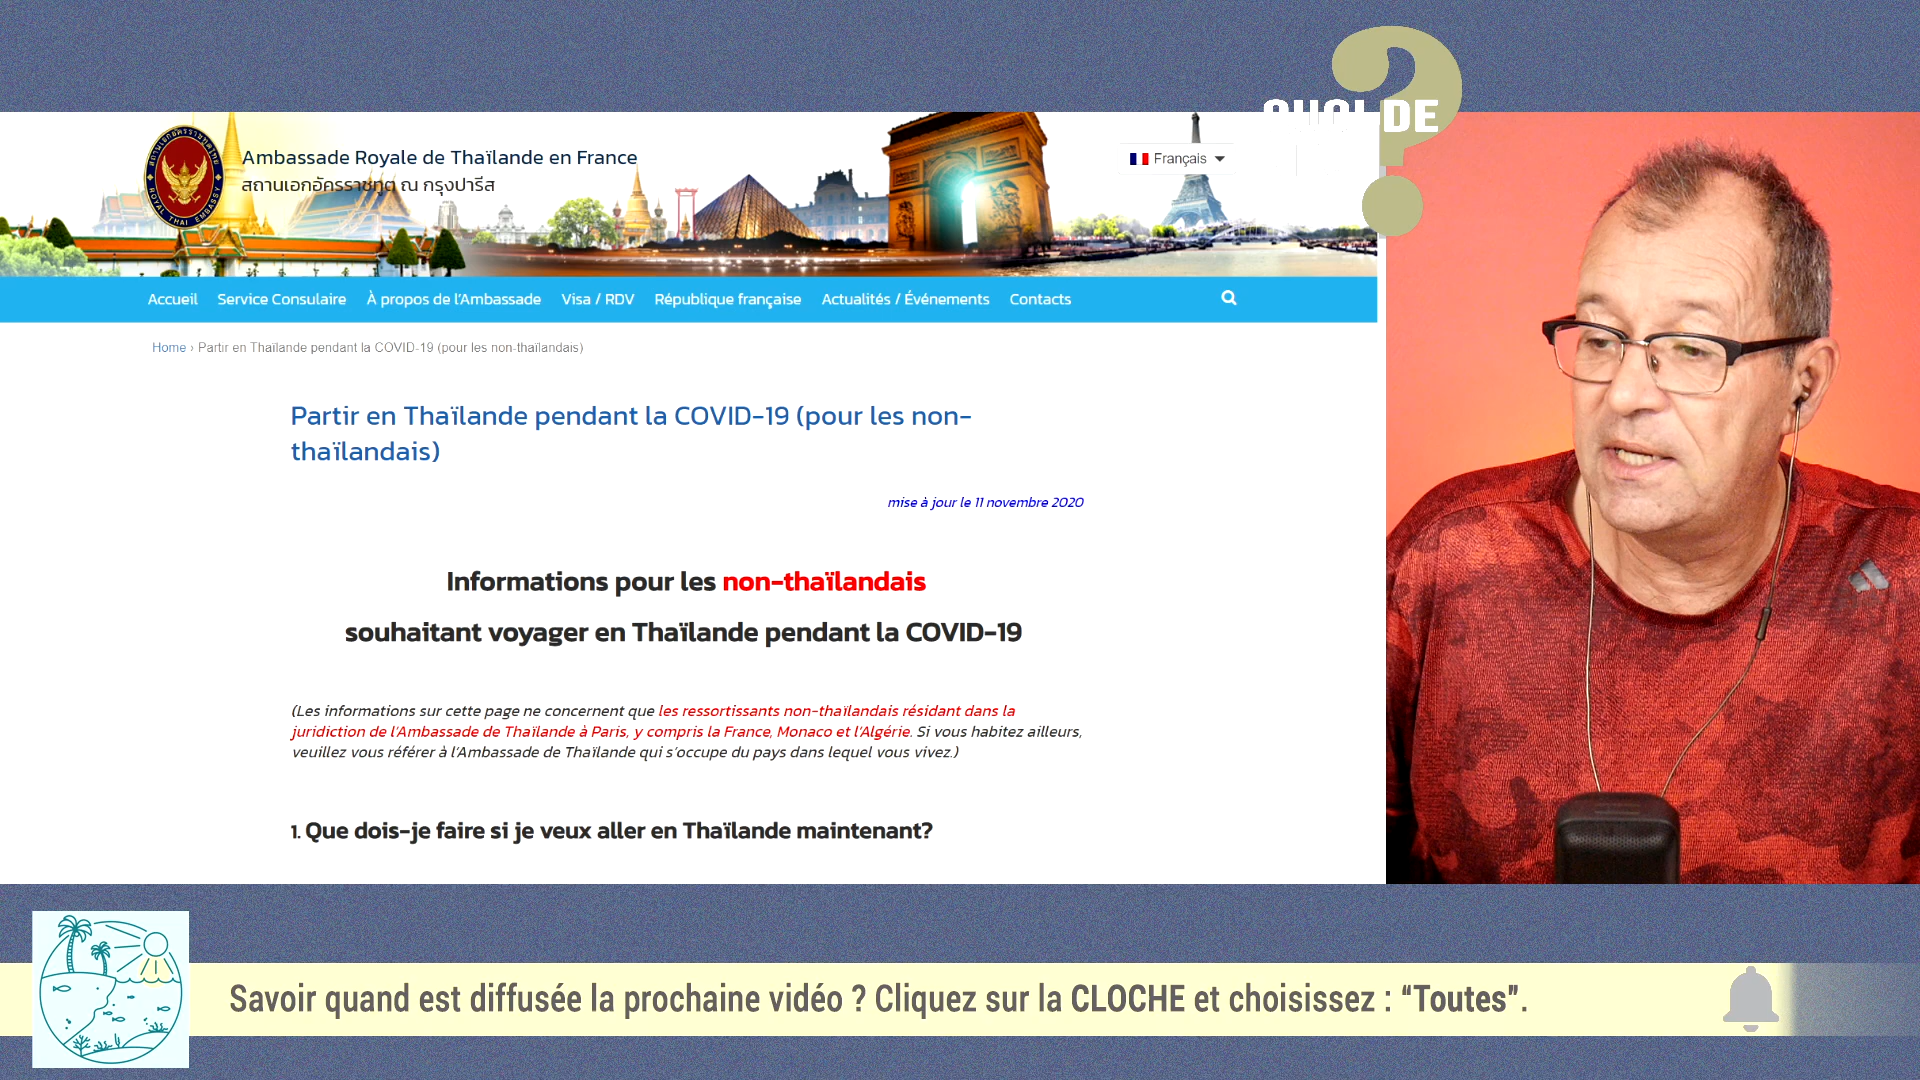 Ambassade Royale de Thaïlande en France
สถานเอกอัครราชทูต ณ กรุงปารีส
Français
Accueil Service Consulaire À propos de l'Ambassade Visa / RDV République française Actualités / Événements Contacts
Home › Partir en Thaïlande pendant la COVID-19 (pour les non-thaïlandais)
Partir en Thaïlande pendant la COVID-19 (pour les non-
thaïlandais)
mise à jour le 11 novembre 2020
Informations pour les non-thaïlandais
souhaitant voyager en Thaïlande pendant la COVID-19
(Les informations sur cette page ne concernent que les ressortissants non-thaïlandais résidant dans la
juridiction de l'Ambassade de Thaïlande à Paris, y compris la France, Monaco et l'Algérie. Si vous habitez ailleurs,
veuillez vous référer à l'Ambassade de Thaïlande qui s'occupe du pays dans lequel vous vivez.)
1. Que dois-je faire si je veux aller en Thaïlande maintenant?
Savoir quand est diffusée la prochaine vidéo ? Cliquez sur la CLOCHE et choisissez : “Toutes”.
ROYAL THAI EMBASSY
DE
?